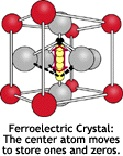 Ferroelectric Crystal:
The center atom moves
to store ones and zeros.